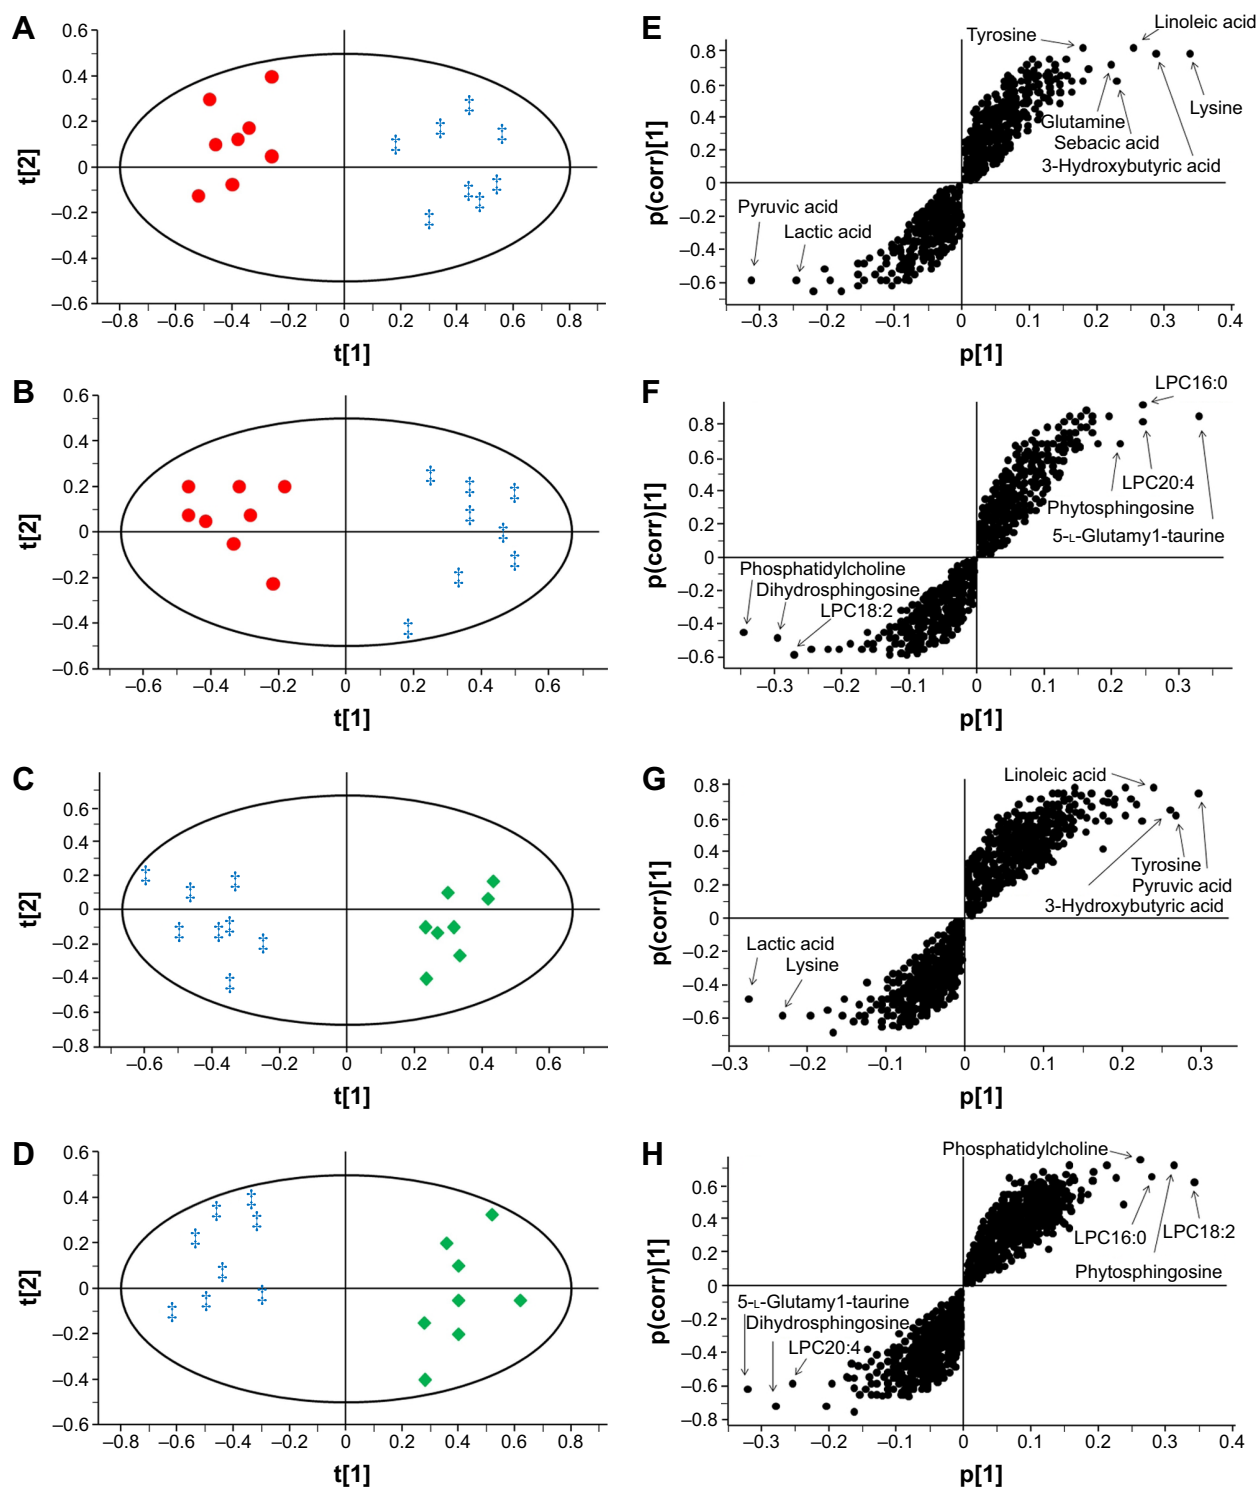 A
0.6
0.4
0.2
0
–0.2
–0.4
–0.6
t[2]
–0.8
–0.6
–0.4
–0.2
0
0.2
0.4
0.6
0.8
t[1]
E
0.8
0.6
0.4
0.2
0
–0.2
–0.4
–0.6
p(corr)[1]
Tyrosine
Linoleic acid
Lysine
Glutamine
Sebacic acid
3-Hydroxybutyric acid
Pyruvic acid
Lactic acid
–0.3
–0.2
–0.1
0
0.1
0.2
0.3
0.4
p[1]
B
0.6
0.4
0.2
0
–0.2
–0.4
–0.6
t[2]
–0.6
–0.4
–0.2
0
0.2
0.4
0.6
t[1]
F
0.8
0.6
0.4
0.2
0
–0.2
–0.4
–0.6
p(corr)[1]
LPC16:0
LPC20:4
Phytosphingosine
5-L-Glutamy1-taurine
Phosphatidylcholine
Dihydrosphingosine
LPC18:2
–0.3
–0.2
–0.1
0
0.1
0.2
0.3
p[1]
C
0.6
0.4
0.2
0
–0.2
–0.4
–0.6
–0.8
t[2]
–0.6
–0.4
–0.2
0
0.2
0.4
0.6
t[1]
G
0.8
0.6
0.4
0.2
0
–0.2
–0.4
–0.6
p(corr)[1]
Linoleic acid
Tyrosine
Pyruvic acid
3-Hydroxybutyric acid
Lactic acid
Lysine
–0.3
–0.2
–0.1
0
0.1
0.2
0.3
p[1]
D
0.6
0.4
0.2
0
–0.2
–0.4
–0.6
t[2]
–0.8
–0.6
–0.4
–0.2
0
0.2
0.4
0.6
0.8
t[1]
H
0.6
0.4
0.2
0
–0.2
–0.4
–0.6
–0.8
p(corr)[1]
Phosphatidylcholine
LPC16:0
LPC18:2
Phytosphingosine
5-L-Glutamy1-taurine
Dihydrosphingosine
LPC20:4
–0.3
–0.2
–0.1
0
0.1
0.2
0.3
0.4
p[1]